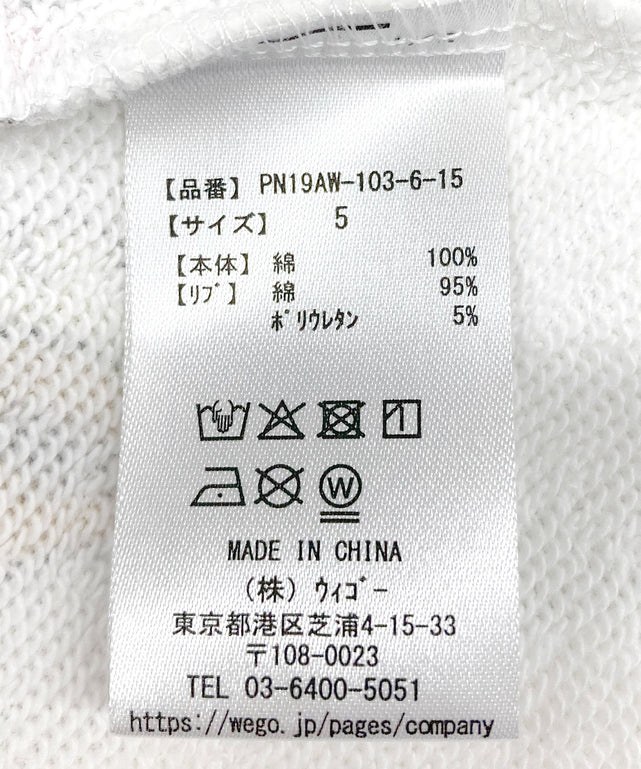 【品番】 PN19AW-103-6-15
【サイズ】 5
【本体】 綿 100%
【ﾘﾌﾞ】 綿 95%
ﾎﾟﾘｳﾚﾀﾝ 5%
W
MADE IN CHINA
(株) ｳｨｺﾞｰ
東京都港区芝浦4-15-33
〒108-0023
TEL 03-6400-5051
https://wego.jp/pages/company